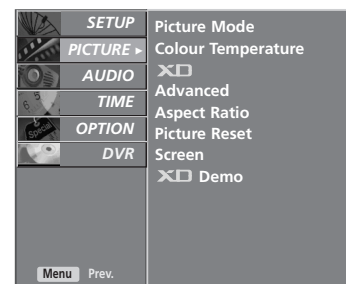 SETUP
PICTURE ▸
AUDIO
TIME
OPTION
DVR
Menu Prev.
Picture Mode
Colour Temperature
XD
Advanced
Aspect Ratio
Picture Reset
Screen
XD Demo
Special